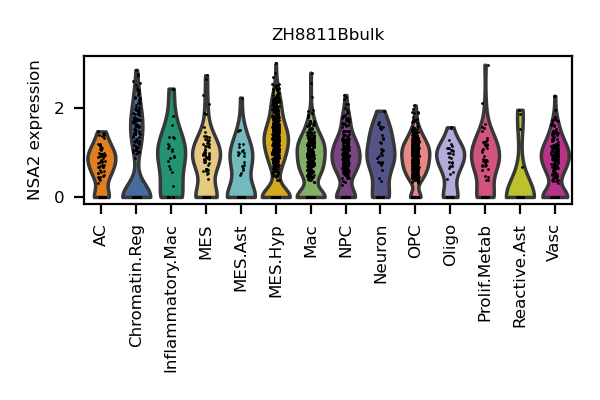 ZH8811Bbulk
NSA2 expression
2
0
AC
Chromatin.Reg
Inflammatory.Mac
MES
MES.Ast
MES.Hyp
Mac
NPC
Neuron
OPC
Oligo
Prolif.Metab
Reactive.Ast
Vasc